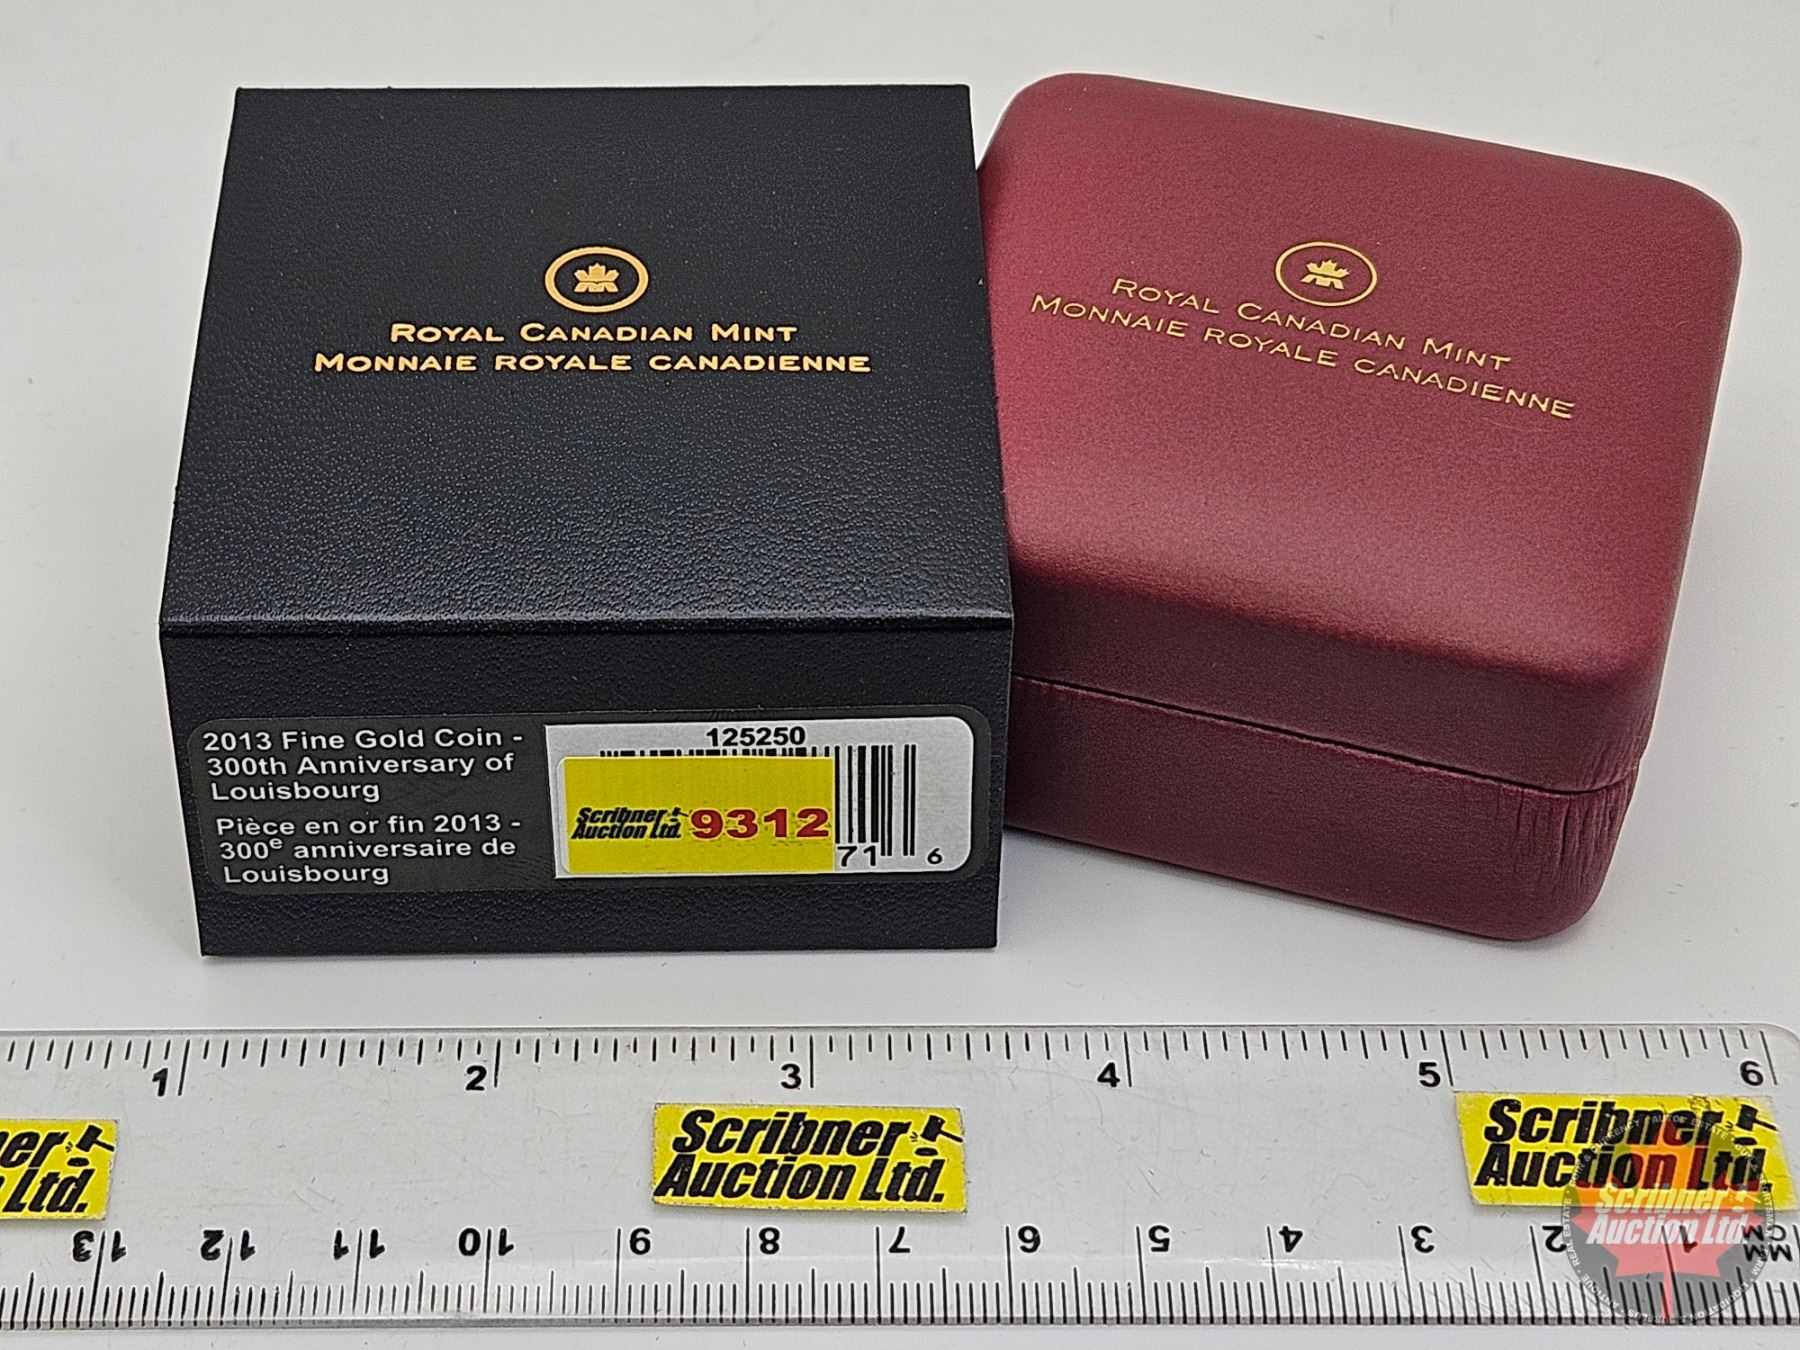 ROYAL CANADIAN MINT
MONNAIE ROYALE CANADIENNE
ROYAL CANADIAN MINT
MONNAIE ROYALE CANADIENNE
2013 Fine Gold Coin -
300th Anniversary of
Louisbourg
Pièce en or fin 2013 -
300e anniversaire de
Louisbourg
125250
Scribner
Auction Ltd.
9312
71 6
1 2 3 4 5 6
ner
Ltd.
Scribner
Auction Ltd.
Scribner
Auction Ltd.
Scribner
Auction Ltd.
13 12 11 10 9 8 7 6 5 4 3 2 1 MM
CM